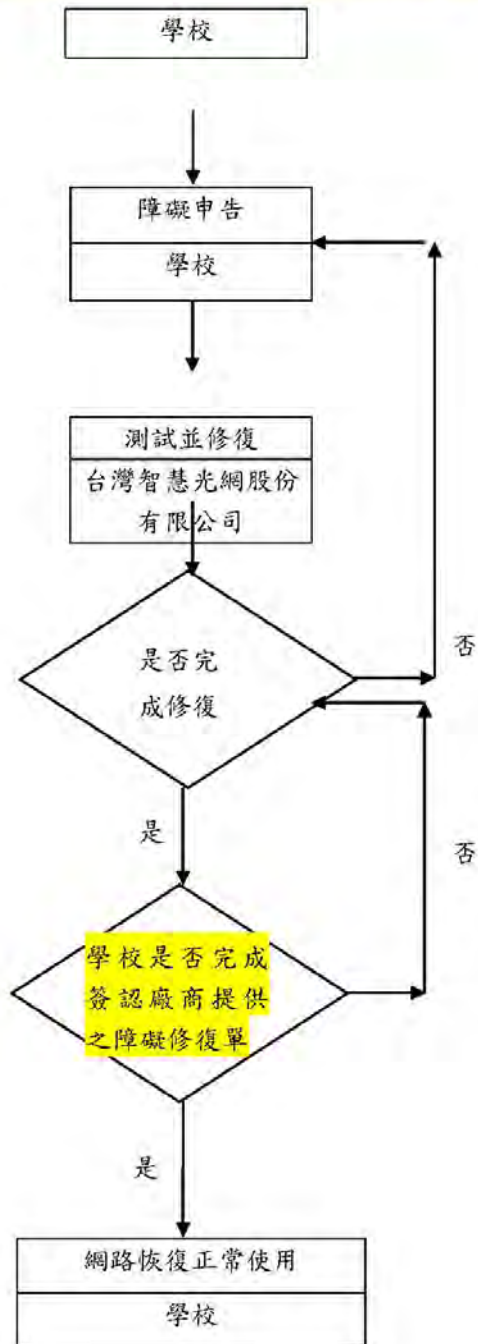 學校
障礙申告
學校
測試並修復
台灣智慧光網股份
有限公司
是否完
成修復
否
是
否
學校是否完成
簽認廠商提供
之障礙修復單
是
網路恢復正常使用
學校